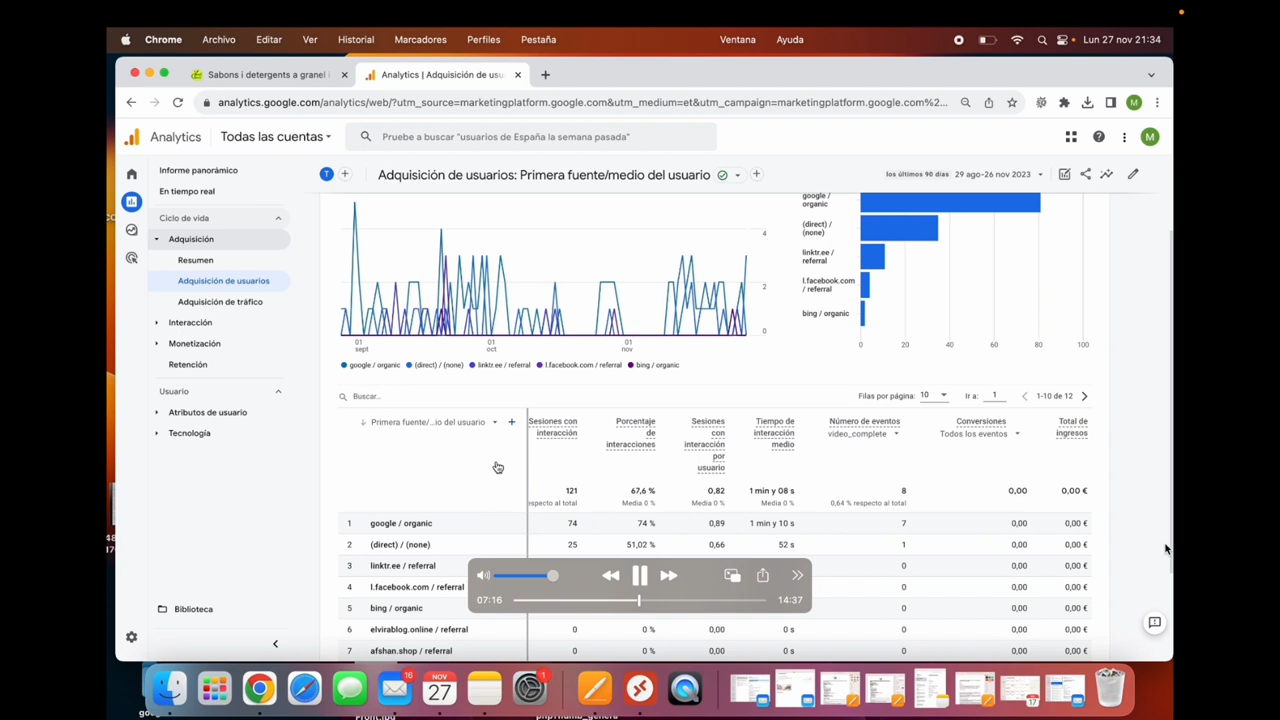 Chrome Archivo Editar Ver Historial Marcadores Perfiles Pestaña Ventana Ayuda Lun 27 nov 21:34
Sabons i detergents a granel i Analytics | Adquisición de usu
analytics.google.com/analytics/web/?utm_source=marketingplatform.google.com&utm_medium=et&utm_campaign=marketingplatform.google.com%2... M
Analytics Todas las cuentas Pruebe a buscar "usuarios de España la semana pasada" M
Informe panorámico
En tiempo real
Ciclo de vida
Adquisición
Resumen
Adquisición de usuarios
Adquisición de tráfico
Interacción
Monetización
Retención
Usuario
Atributos de usuario
Tecnología
Biblioteca
T + Adquisición de usuarios: Primera fuente/medio del usuario los últimos 90 días 29 ago-26 nov 2023
4
2
0
01 sept
01 oct
01 nov
google / organic (direct) / (none) linktr.ee / referral l.facebook.com / referral bing / organic
google / organic
(direct) / (none)
linktr.ee / referral
l.facebook.com / referral
bing / organic
0 20 40 60 80 100
Buscar... Filas por página: 10 Ir a: 1 1-10 de 12
Primera fuente/...io del usuario +
Sesiones con interacción
Porcentaje de interacciones
Sesiones con interacción por usuario
Tiempo de interacción medio
Número de eventos
video_complete
Conversiones
Todos los eventos
Total de ingresos
121 67,6 % 0,82 1 min y 08 s 8 0,00 0,00 €
respecto al total Media 0 % Media 0 % Media 0 % 0,64 % respecto al total
1 google / organic 74 74 % 0,89 1 min y 10 s 7 0,00 0,00 €
2 (direct) / (none) 25 51,02 % 0,66 52 s 1 0,00 0,00 €
3 linktr.ee / referral 0 0,00 0,00 €
4 l.facebook.com / referral 0 0,00 0,00 €
5 bing / organic 0 0,00 0,00 €
6 elvirablog.online / referral 0 0 % 0,00 0 s 0 0,00 0,00 €
7 afshan.shop / referral 0 0 % 0,00 0 s 0 0,00 0,00 €
07:16 14:37
16
NOV
27
1
17